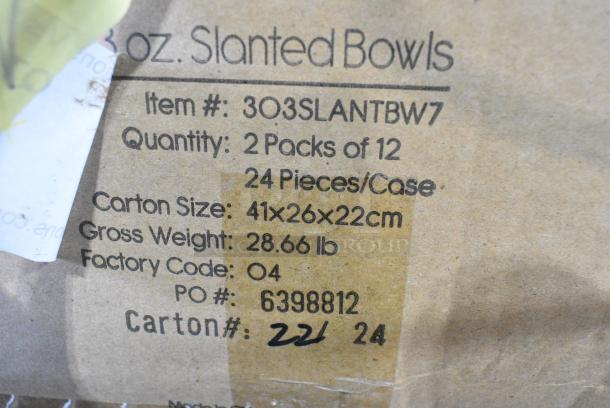 oz. Slanted Bowls
Item #: 303SLANTBW7
Quantity: 2 Packs of 12
24 Pieces/Case
Carton Size: 41x26x22cm
Gross Weight: 28.66 lb
Factory Code: 04
PO #: 6398812
Carton#: 221 24